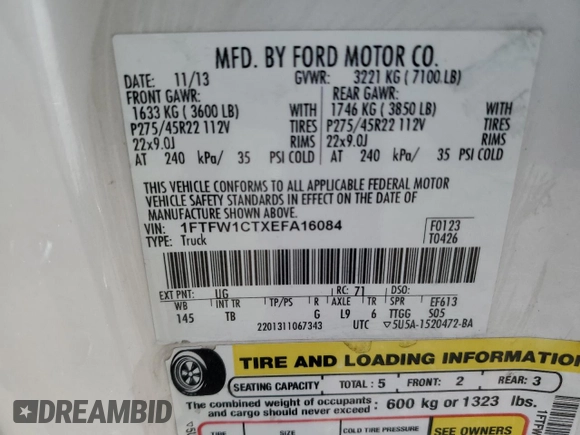 MFD. BY FORD MOTOR CO.
DATE: 11/13 GVWR: 3221 KG ( 7100 LB)
FRONT GAWR: REAR GAWR:
1633 KG ( 3600 LB) 1746 KG ( 3850 LB)
P275/45R22 112V TIRES P275/45R22 112V TIRES
22x9.0J RIMS 22x9.0J RIMS
AT 240 kPa/ 35 PSI COLD AT 240 kPa/ 35 PSI COLD
THIS VEHICLE CONFORMS TO ALL APPLICABLE FEDERAL MOTOR
VEHICLE SAFETY STANDARDS IN EFFECT ON THE DATE OF
MANUFACTURE SHOWN ABOVE.
VIN: 1FTFW1CTXEFA16084 F0123
TYPE: Truck T0426
EXT PNT: UG RC: 71 DSO:
WB INT TR TP/PS R AXLE TR SPR EF613
145 TB G L9 6 TTGG S05
2201311067343 UTC ▽5U5A-1520472-BA
TIRE AND LOADING INFORMATION
SEATING CAPACITY TOTAL : 5 FRONT: 2 REAR: 3
The combined weight of occupants
and cargo should never exceed: 600 kg or 1323 lbs.
TIRE COLD TIRE PRESSURE SEE OWNERS
DREAMBID